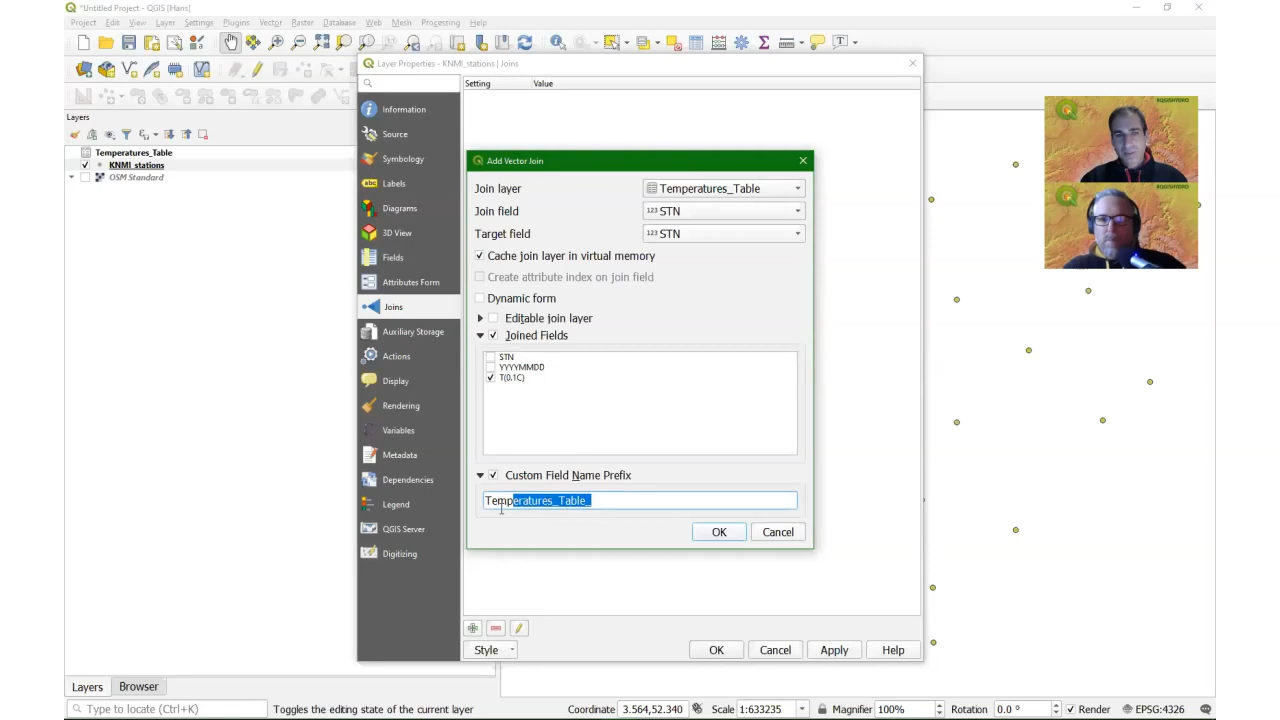 *Untitled Project - QGIS [Hans]
Project Edit View Layer Settings Plugins Vector Raster Database Web Mesh Processing Help
Layer Properties - KNMI_stations | Joins
Setting Value
Layers
Temperatures_Table
KNMI_stations
OSM Standard
Information
Source
Symbology
Labels
Diagrams
3D View
Fields
Attributes Form
Joins
Auxiliary Storage
Actions
Display
Rendering
Variables
Metadata
Dependencies
Legend
QGIS Server
Digitizing
Add Vector Join
Join layer Temperatures_Table
Join field 123 STN
Target field 123 STN
Cache join layer in virtual memory
Create attribute index on join field
Dynamic form
Editable join layer
Joined Fields
STN
YYYYMMDD
T(0.1C)
Custom Field Name Prefix
Temperatures_Table_
OK Cancel
Style OK Cancel Apply Help
#QGISHYDRO
#QGISHYDRO
Layers Browser
Type to locate (Ctrl+K) Toggles the editing state of the current layer Coordinate 3.564,52.340 Scale 1:633235 Magnifier 100% Rotation 0.0 ° Render EPSG:4326